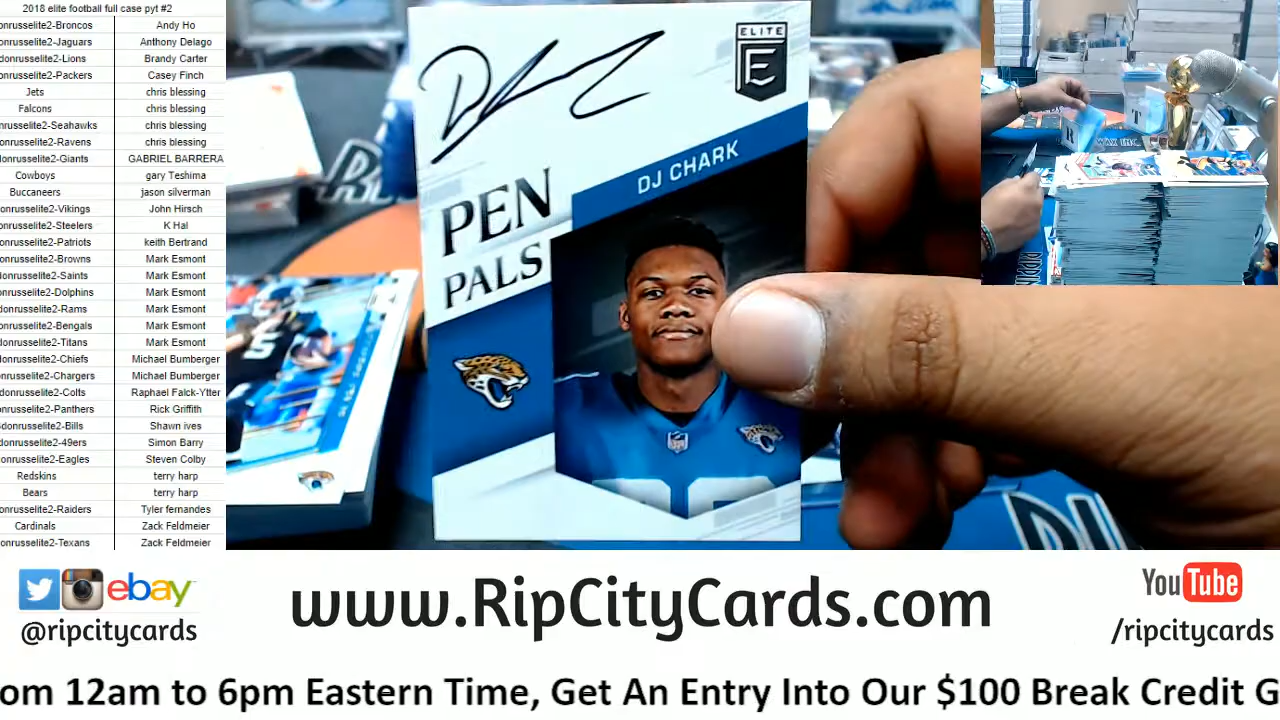 2018 elite football full case pyt #2
onrusselite2-Broncos Andy Ho
onrusselite2-Jaguars Anthony Delago
donrusselite2-Lions Brandy Carter
onrusselite2-Packers Casey Finch
Jets chris blessing
Falcons chris blessing
nrusselite2-Seahawks chris blessing
onrusselite2-Ravens chris blessing
donrusselite2-Giants GABRIEL BARRERA
Cowboys gary Teshima
Buccaneers jason silverman
onrusselite2-Vikings John Hirsch
onrusselite2-Steelers K Hal
onrusselite2-Patriots keith Bertrand
onrusselite2-Browns Mark Esmont
donrusselite2-Saints Mark Esmont
onrusselite2-Dolphins Mark Esmont
donrusselite2-Rams Mark Esmont
onrusselite2-Bengals Mark Esmont
donrusselite2-Titans Mark Esmont
onrusselite2-Chiefs Michael Bumberger
onrusselite2-Chargers Michael Bumberger
donrusselite2-Colts Raphael Falck-Ytter
onrusselite2-Panthers Rick Griffith
donrusselite2-Bills Shawn ives
donrusselite2-49ers Simon Barry
onrusselite2-Eagles Steven Colby
Redskins terry harp
Bears terry harp
onrusselite2-Raiders Tyler fernandes
Cardinals Zack Feldmeier
onrusselite2-Texans Zack Feldmeier
ELITE
E
DJ CHARK
PEN
PALS
NFL
ebay
@ripcitycards
www.RipCityCards.com
YouTube
/ripcitycards
om 12am to 6pm Eastern Time, Get An Entry Into Our $100 Break Credit G